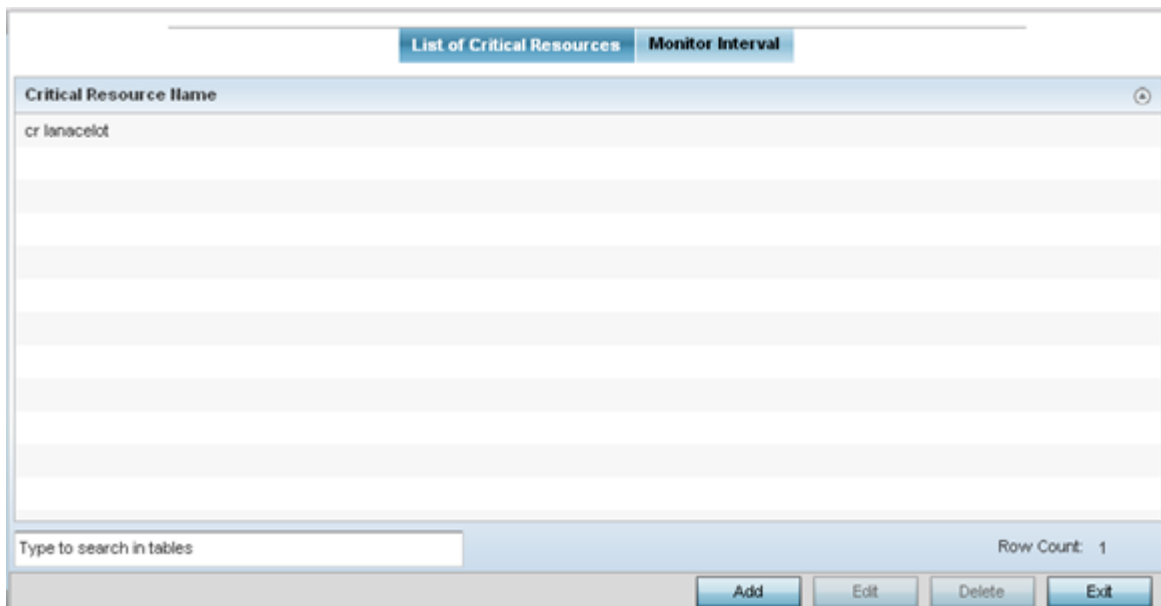 List of Critical Resources Monitor Interval
Critical Resource Name
cr lanacelot
Type to search in tables Row Count: 1
Add Edit Delete Exit